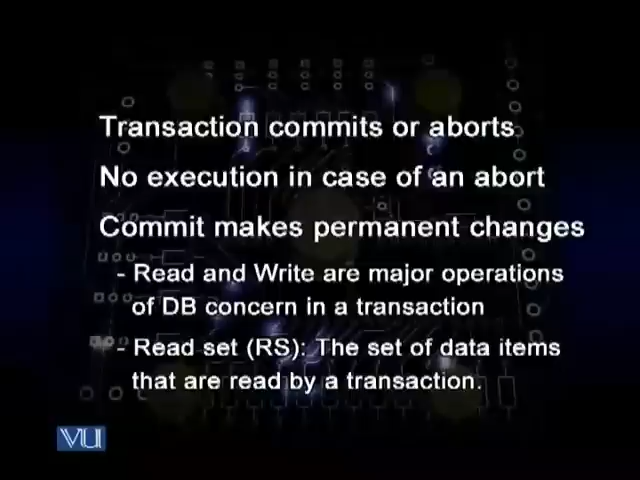 Transaction commits or aborts
No execution in case of an abort
Commit makes permanent changes
- Read and Write are major operations
of DB concern in a transaction
- Read set (RS): The set of data items
that are read by a transaction.
VU